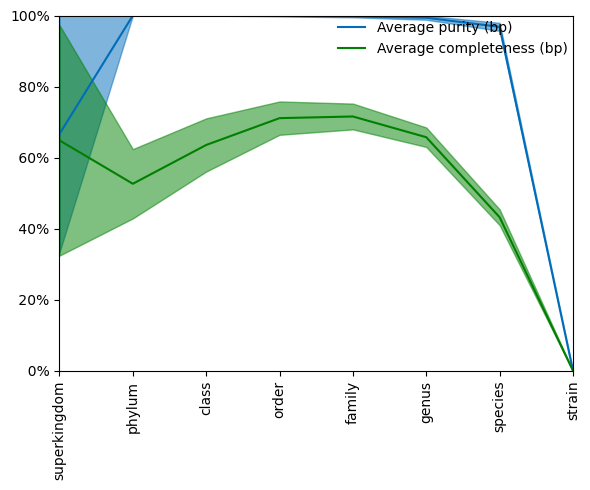 100%
80%
60%
40%
20%
0%
Average purity (bp)
Average completeness (bp)
superkingdom
phylum
class
order
family
genus
species
strain